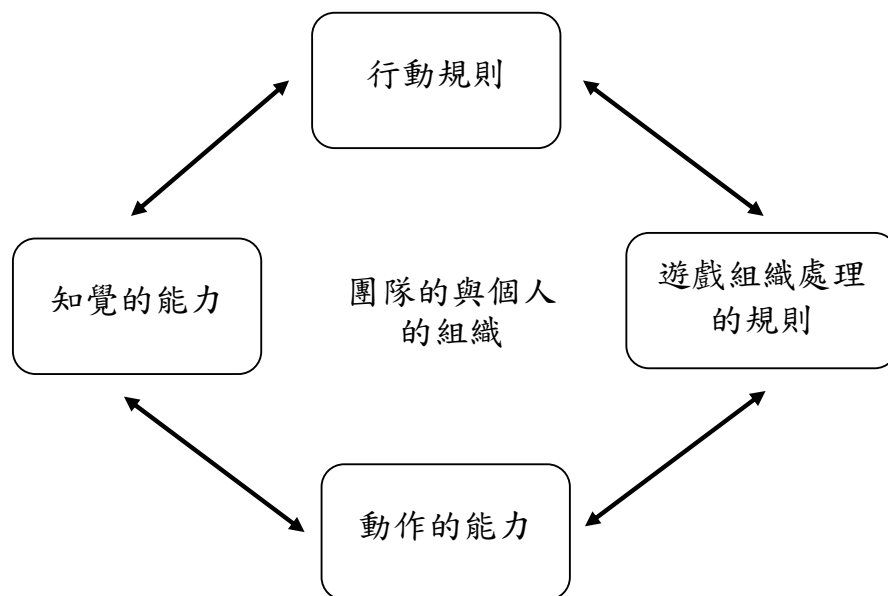 行動規則
知覺的能力
團隊的與個人
的組織
遊戲組織處理
的規則
動作的能力